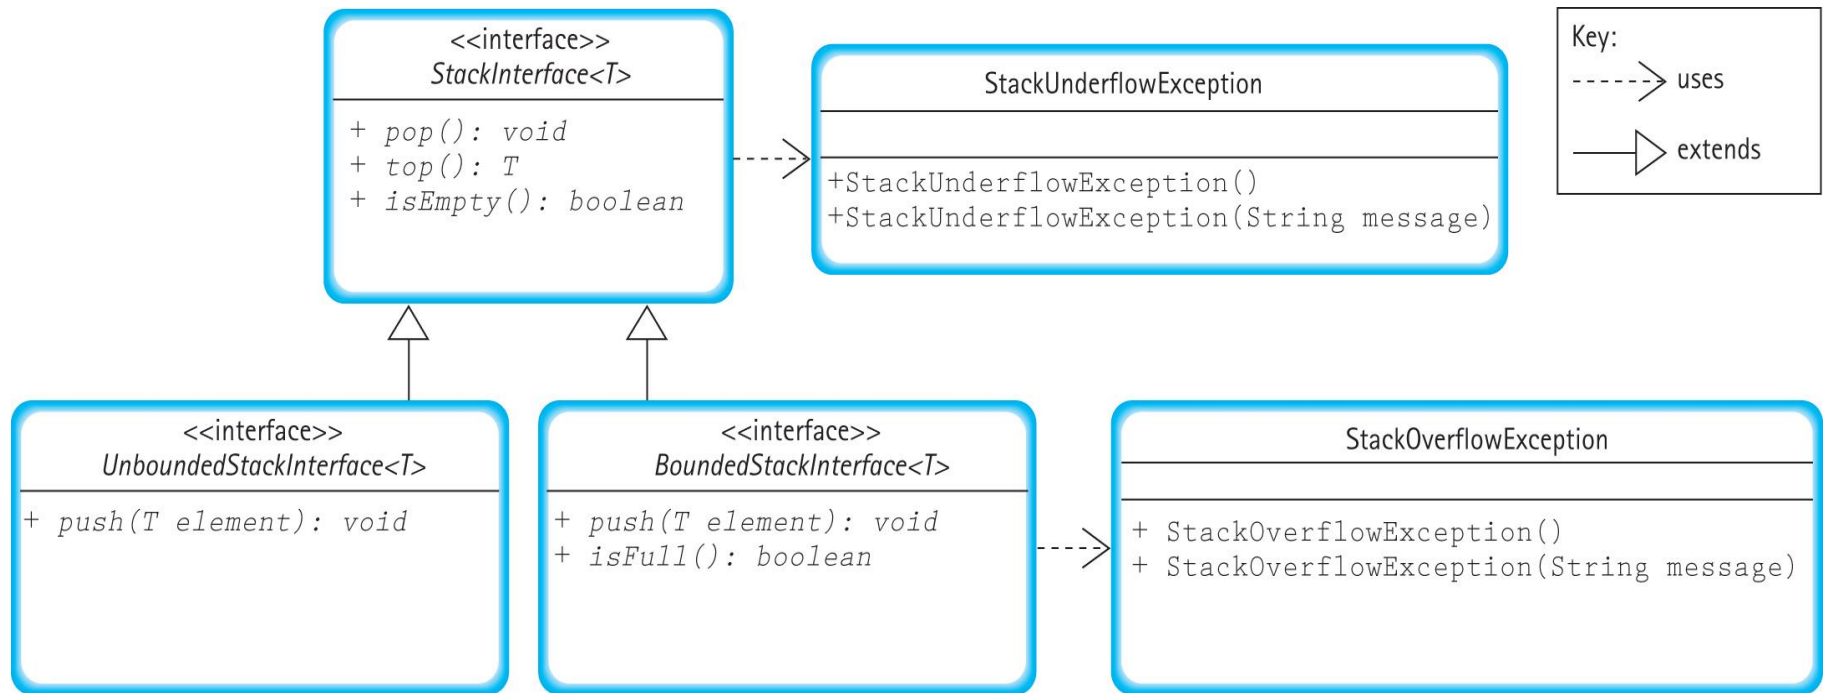 <<interface>>
StackInterface<T>
+ pop(): void
+ top(): T
+ isEmpty(): boolean
StackUnderflowException
+StackUnderflowException()
+StackUnderflowException(String message)
Key:
uses
extends
<<interface>>
UnboundedStackInterface<T>
+ push(T element): void
<<interface>>
BoundedStackInterface<T>
+ push(T element): void
+ isFull(): boolean
StackOverflowException
+ StackOverflowException()
+ StackOverflowException(String message)